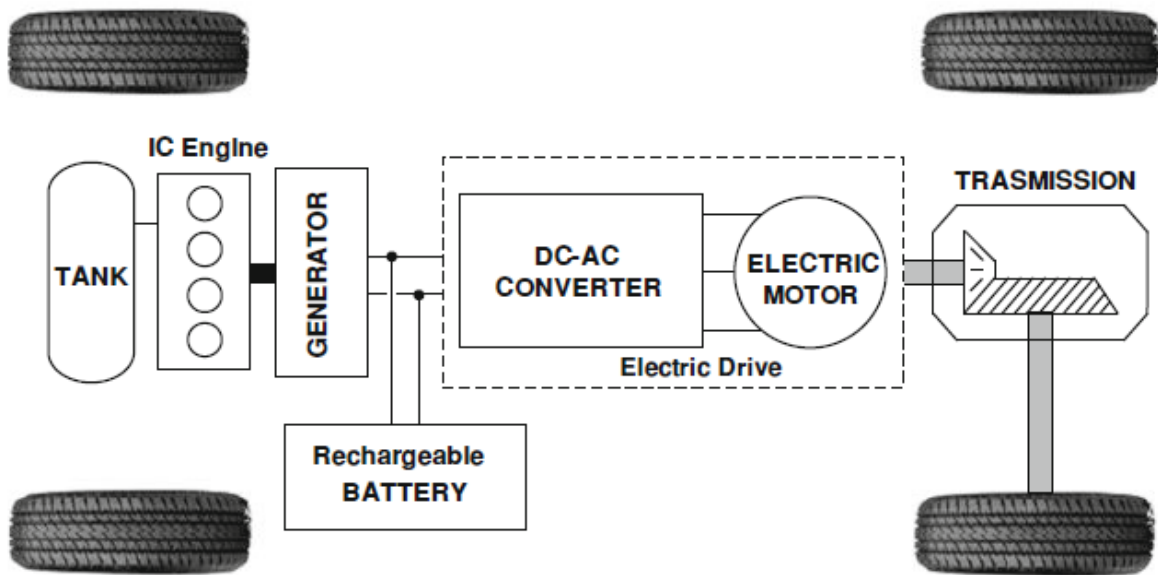 IC Engine
TRASMISSION
TANK
GENERATOR
DC-AC
CONVERTER
ELECTRIC
MOTOR
Electric Drive
Rechargeable
BATTERY